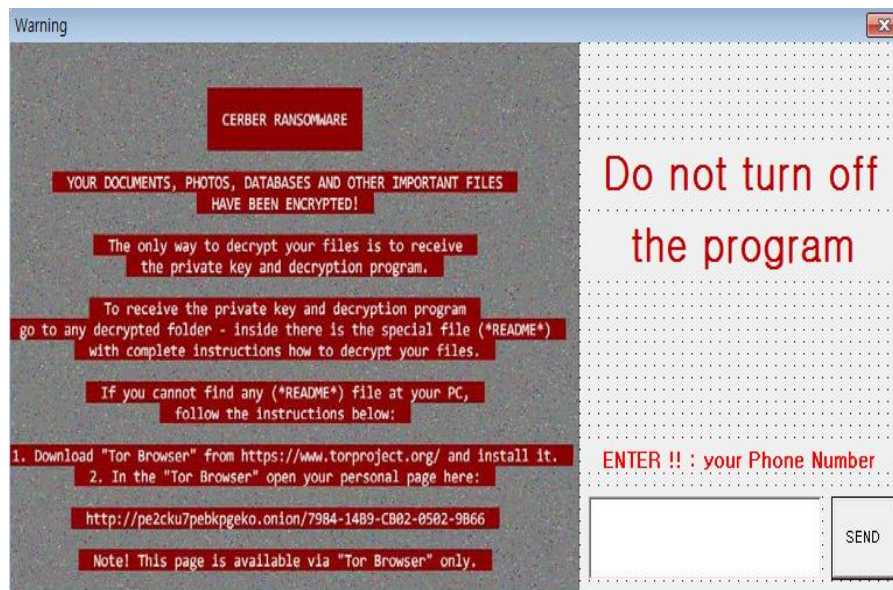 Warning
CERBER RANSOMWARE
YOUR DOCUMENTS, PHOTOS, DATABASES AND OTHER IMPORTANT FILES
HAVE BEEN ENCRYPTED!
The only way to decrypt your files is to receive
the private key and decryption program.
To receive the private key and decryption program
go to any decrypted folder - inside there is the special file (*README*)
with complete instructions how to decrypt your files.
If you cannot find any (*README*) file at your PC,
follow the instructions below:
1. Download "Tor Browser" from https://www.torproject.org/ and install it.
2. In the "Tor Browser" open your personal page here:
http://pe2cku7pebkpgeko.onion/7984-14B9-CB02-0502-9B66
Note! This page is available via "Tor Browser" only.
Do not turn off
the program
ENTER !! : your Phone Number
SEND